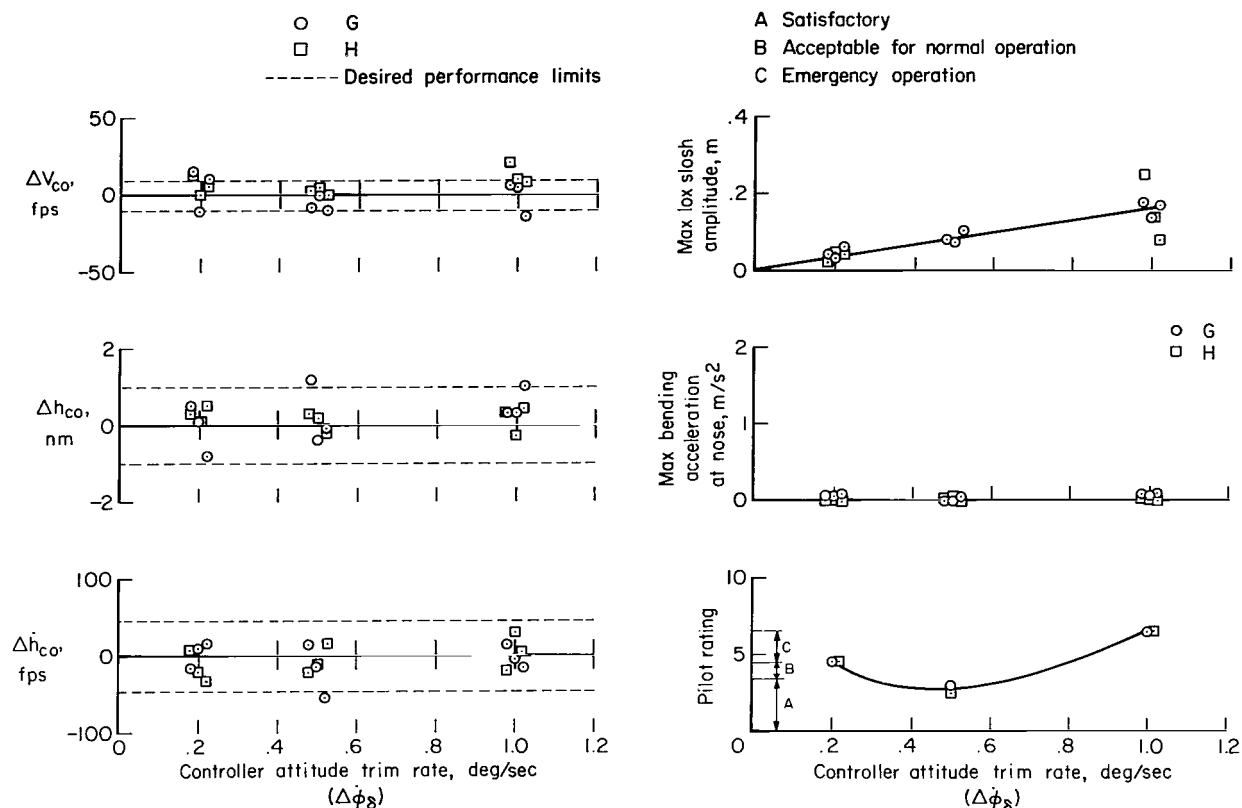 G
H
Desired performance limits
50
0
-50
ΔV_co,
fps
2
1
0
-2
Δh_co,
nm
100
0
-100
Δḣ_co,
fps
0 .2 .4 .6 .8 1.0 1.2
Controller attitude trim rate, deg/sec
(Δφ̇_δ)
A Satisfactory
B Acceptable for normal operation
C Emergency operation
.4
.2
0
Max lox slosh
amplitude, m
G
H
2
1
0
Max bending
acceleration
at nose, m/s²
10
5
Pilot rating
C
B
A
0 .2 .4 .6 .8 1.0 1.2
Controller attitude trim rate, deg/sec
(Δφ̇_δ)